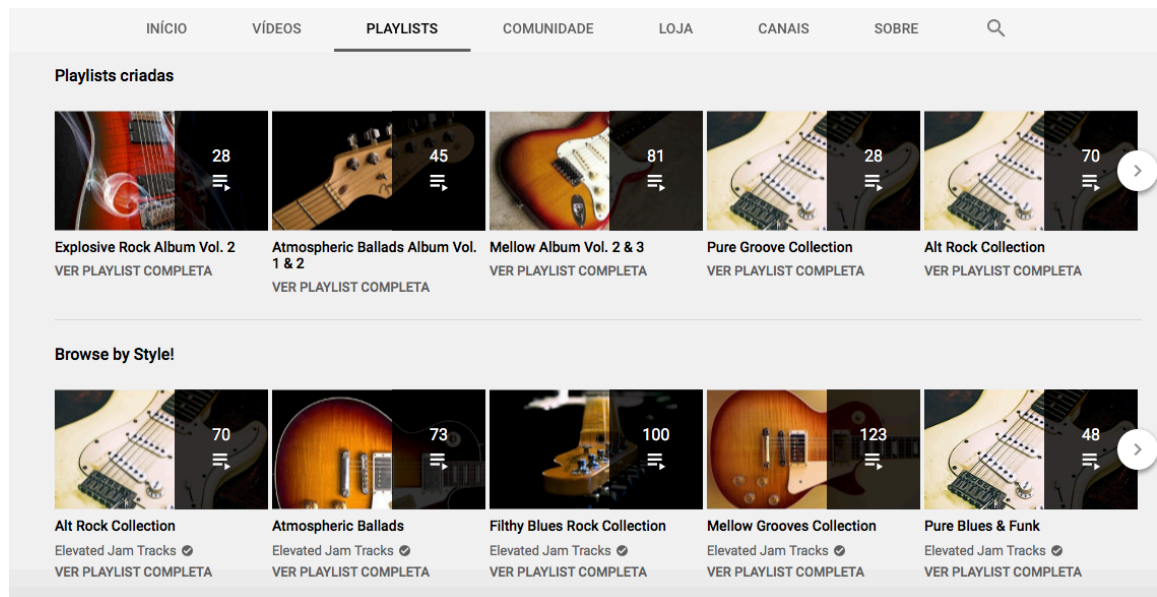 INÍCIO VÍDEOS PLAYLISTS COMUNIDADE LOJA CANAIS SOBRE
Playlists criadas
28 45 81 28 70
Explosive Rock Album Vol. 2 Atmospheric Ballads Album Vol. Mellow Album Vol. 2 & 3 Pure Groove Collection Alt Rock Collection
1 & 2
VER PLAYLIST COMPLETA VER PLAYLIST COMPLETA VER PLAYLIST COMPLETA VER PLAYLIST COMPLETA
VER PLAYLIST COMPLETA
Browse by Style!
70 73 100 123 48
Alt Rock Collection Atmospheric Ballads Filthy Blues Rock Collection Mellow Grooves Collection Pure Blues & Funk
Elevated Jam Tracks Elevated Jam Tracks Elevated Jam Tracks Elevated Jam Tracks Elevated Jam Tracks
VER PLAYLIST COMPLETA VER PLAYLIST COMPLETA VER PLAYLIST COMPLETA VER PLAYLIST COMPLETA VER PLAYLIST COMPLETA